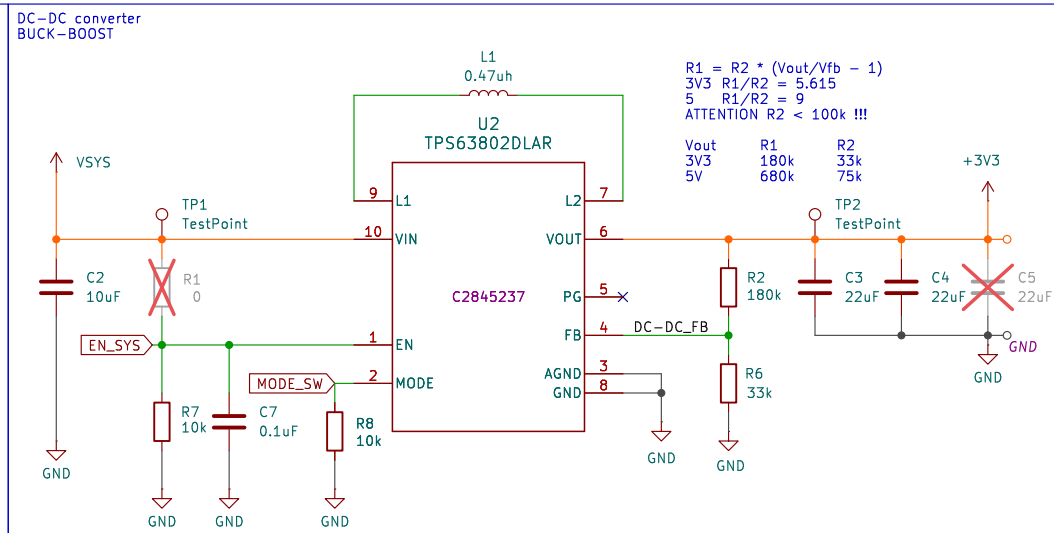 DC-DC converter
BUCK-BOOST
L1
0.47uh
R1 = R2 * (Vout/Vfb - 1)
3V3 R1/R2 = 5.615
5 R1/R2 = 9
ATTENTION R2 < 100k !!!
Vout R1 R2
3V3 180k 33k
5V 680k 75k
U2
TPS63802DLAR
VSYS
+3V3
9 L1
L2 7
TP1
TestPoint
TP2
TestPoint
10 VIN
VOUT 6
C2
10uF
R1
0
C2845237
PG 5
R2
180k
C3
22uF
C4
22uF
C5
22uF
FB 4
DC-DC_FB
EN_SYS
1 EN
GND
GND
MODE_SW
2 MODE
AGND 3
GND 8
R6
33k
R7
10k
C7
0.1uF
R8
10k
GND
GND
GND
GND
GND
GND